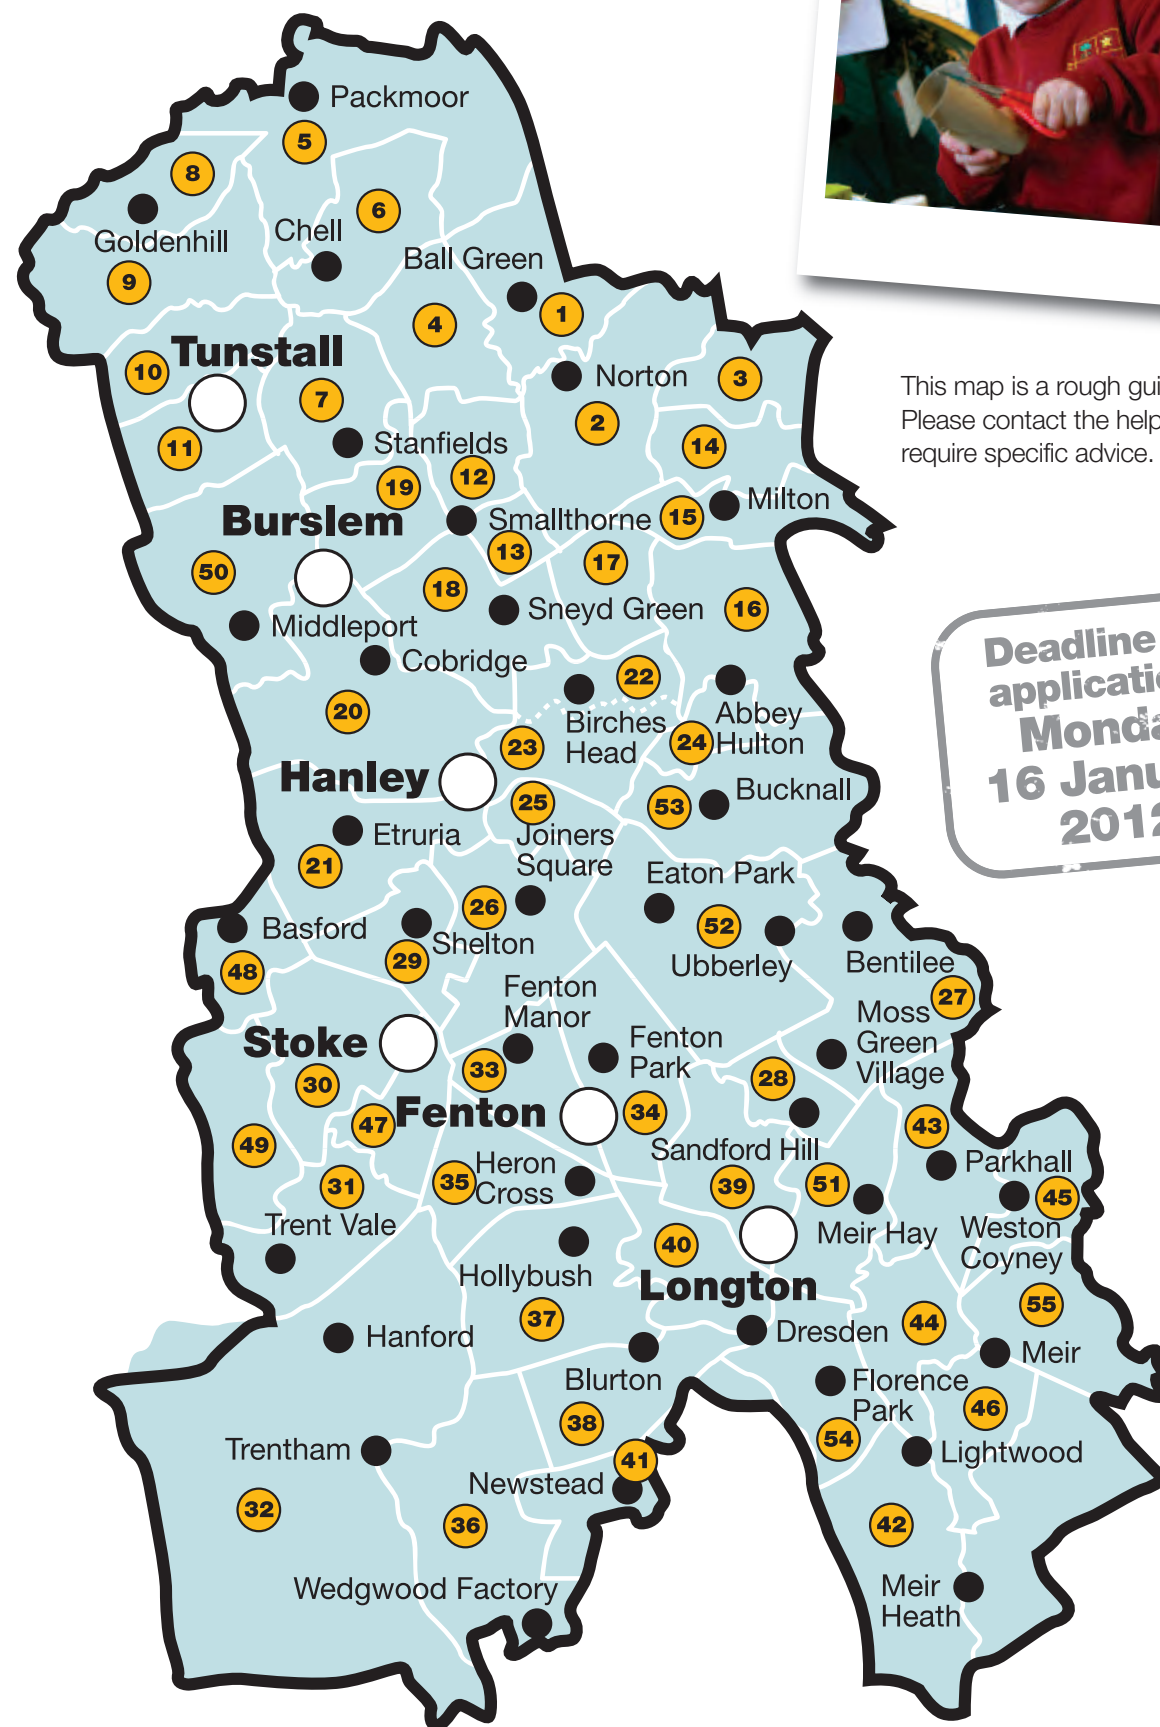 Packmoor
5
8
6
Chell
Goldenhill
Ball Green
9
1
4
Tunstall
10
Norton
3
7
2
Stanfields
11
14
12
19
Milton
Burslem
Smallthorne
15
13
17
50
18
Sneyd Green
16
Middleport
Cobridge
22
20
Birches
Head
Abbey
Hulton
23
24
Hanley
Bucknall
25
53
Etruria
Joiners
Square
21
Eaton Park
26
52
Basford
Shelton
29
48
Ubberley
Bentilee
27
Fenton
Manor
Moss
Green
Village
Stoke
Fenton
Park
33
28
30
Fenton
34
47
43
49
Sandford Hill
Parkhall
35
Heron
Cross
31
39
51
45
Trent Vale
Meir Hay
Weston
Coyney
40
Hollybush
Longton
55
37
44
Hanford
Dresden
Meir
Blurton
Florence
Park
46
38
54
Trentham
41
Lightwood
Newstead
32
36
42
Wedgwood Factory
Meir
Heath
This map is a rough
Please contact the
require specific advice.
Deadline
16